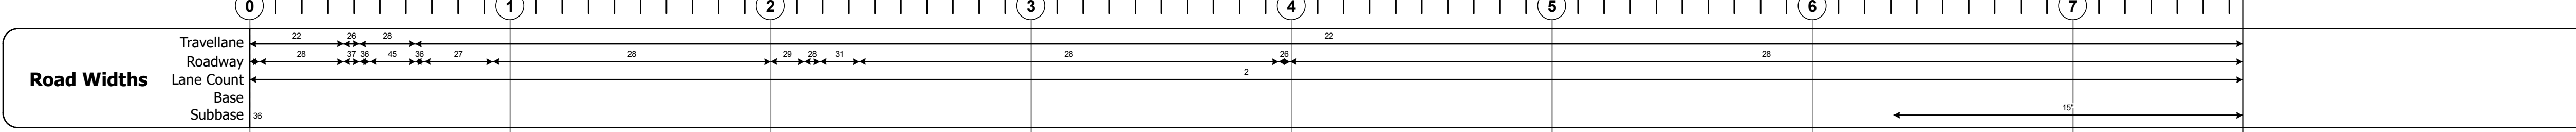 0 1 2 3 4 5 6 7
Travellane 22 26 28 22
Roadway 28 37 36 45 36 27 28 29 28 31 28 26 28
Road Widths
Lane Count 2
Base
Subbase 36 15"